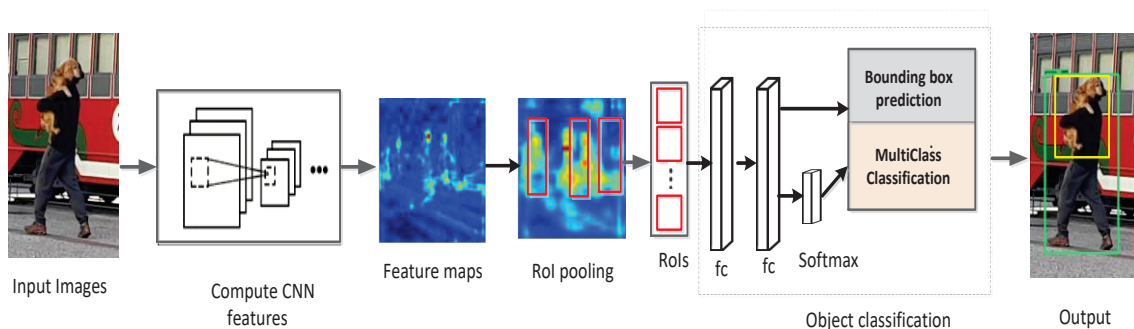 Input Images
Compute CNN
features
Feature maps
RoI pooling
RoIs
fc
fc
Softmax
Bounding box
prediction
MultiClass
Classification
Object classification
Output